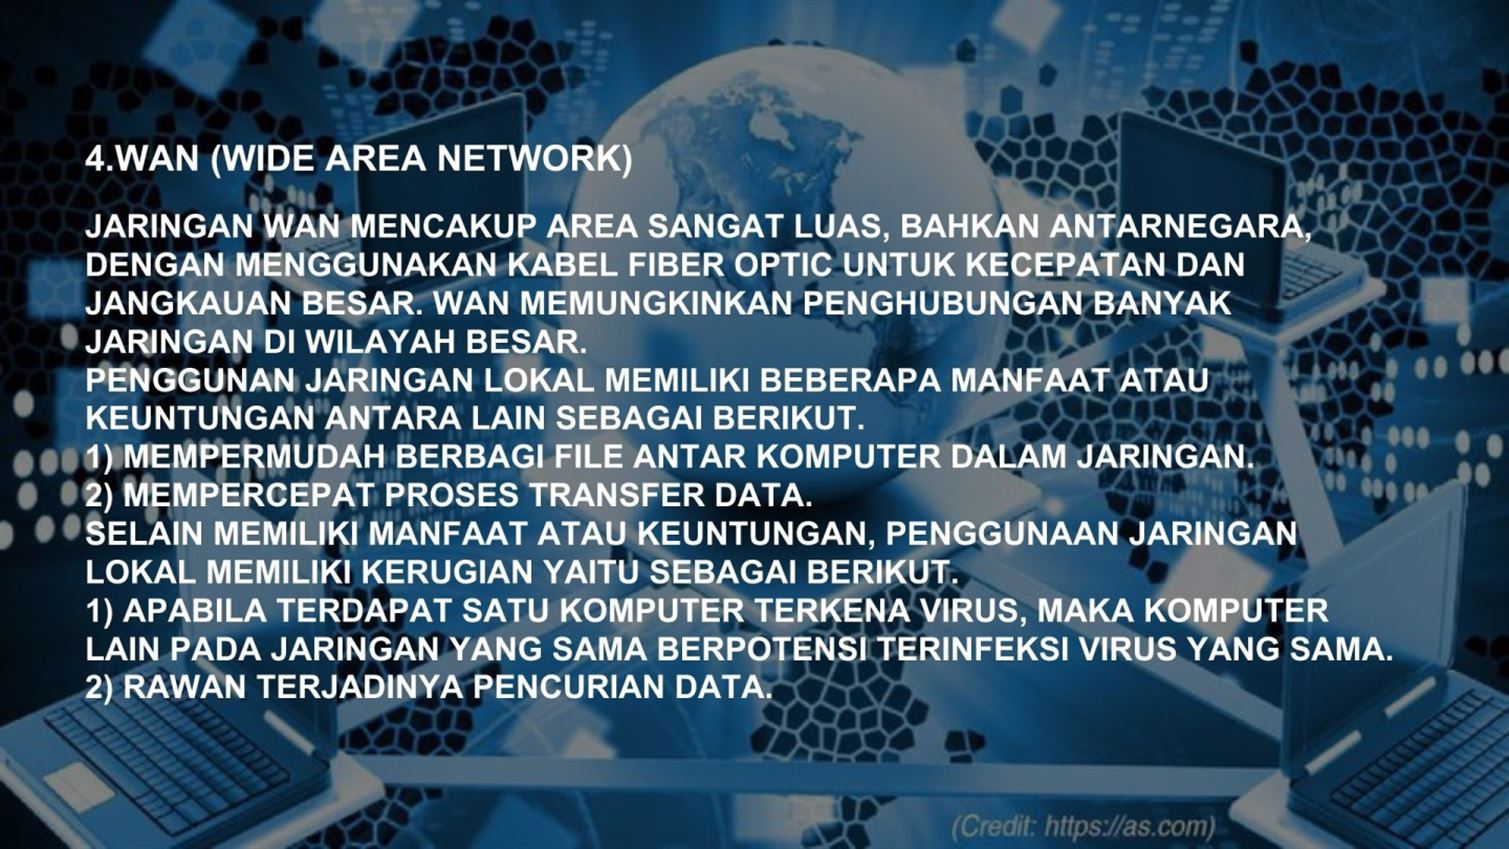 4.WAN (WIDE AREA NETWORK)
JARINGAN WAN MENCAKUP AREA SANGAT LUAS, BAHKAN ANTARNEGARA,
DENGAN MENGGUNAKAN KABEL FIBER OPTIC UNTUK KECEPATAN DAN
JANGKAUAN BESAR. WAN MEMUNGKINKAN PENGHUBUNGAN BANYAK
JARINGAN DI WILAYAH BESAR.
PENGGUNAN JARINGAN LOKAL MEMILIKI BEBERAPA MANFAAT ATAU
KEUNTUNGAN ANTARA LAIN SEBAGAI BERIKUT.
1) MEMPERMUDAH BERBAGI FILE ANTAR KOMPUTER DALAM JARINGAN.
2) MEMPERCEPAT PROSES TRANSFER DATA.
SELAIN MEMILIKI MANFAAT ATAU KEUNTUNGAN, PENGGUNAAN JARINGAN
LOKAL MEMILIKI KERUGIAN YAITU SEBAGAI BERIKUT.
1) APABILA TERDAPAT SATU KOMPUTER TERKENA VIRUS, MAKA KOMPUTER
LAIN PADA JARINGAN YANG SAMA BERPOTENSI TERINFEKSI VIRUS YANG SAMA.
2) RAWAN TERJADINYA PENCURIAN DATA.
(Credit: https://as.com)